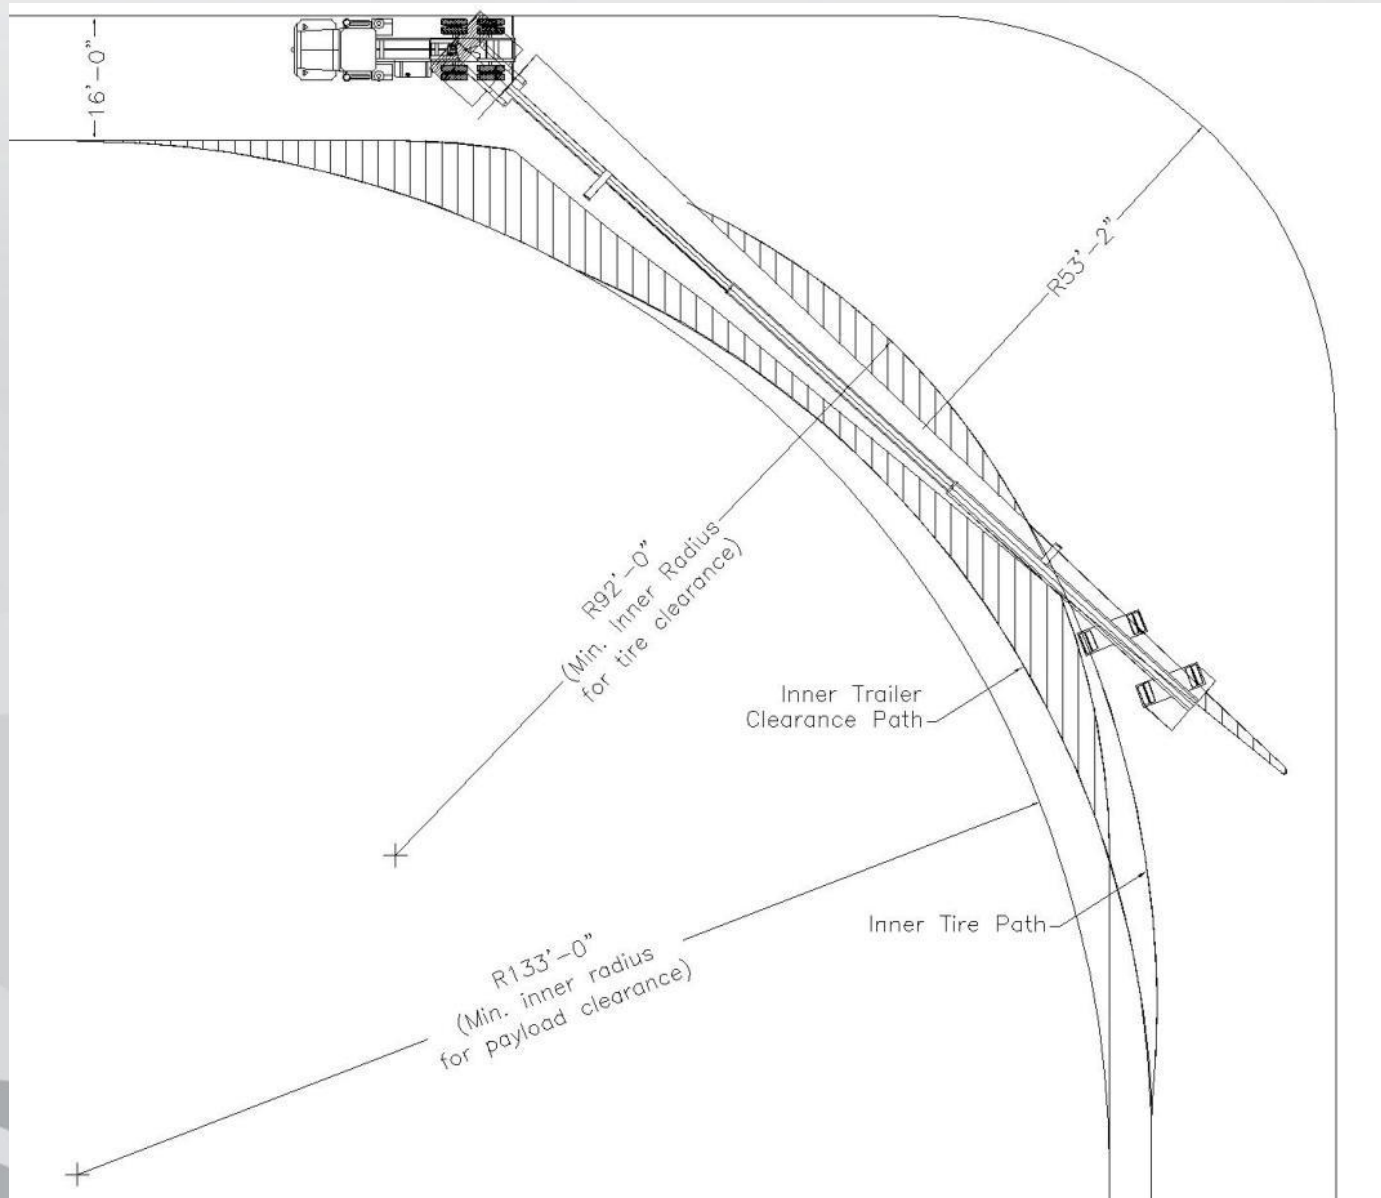 16'-0"
R53'-2"
R92'-0"
(Min. Inner Radius
for tire clearance)
Inner Trailer
Clearance Path
Inner Tire Path
R133'-0"
(Min. inner radius
for payload clearance)